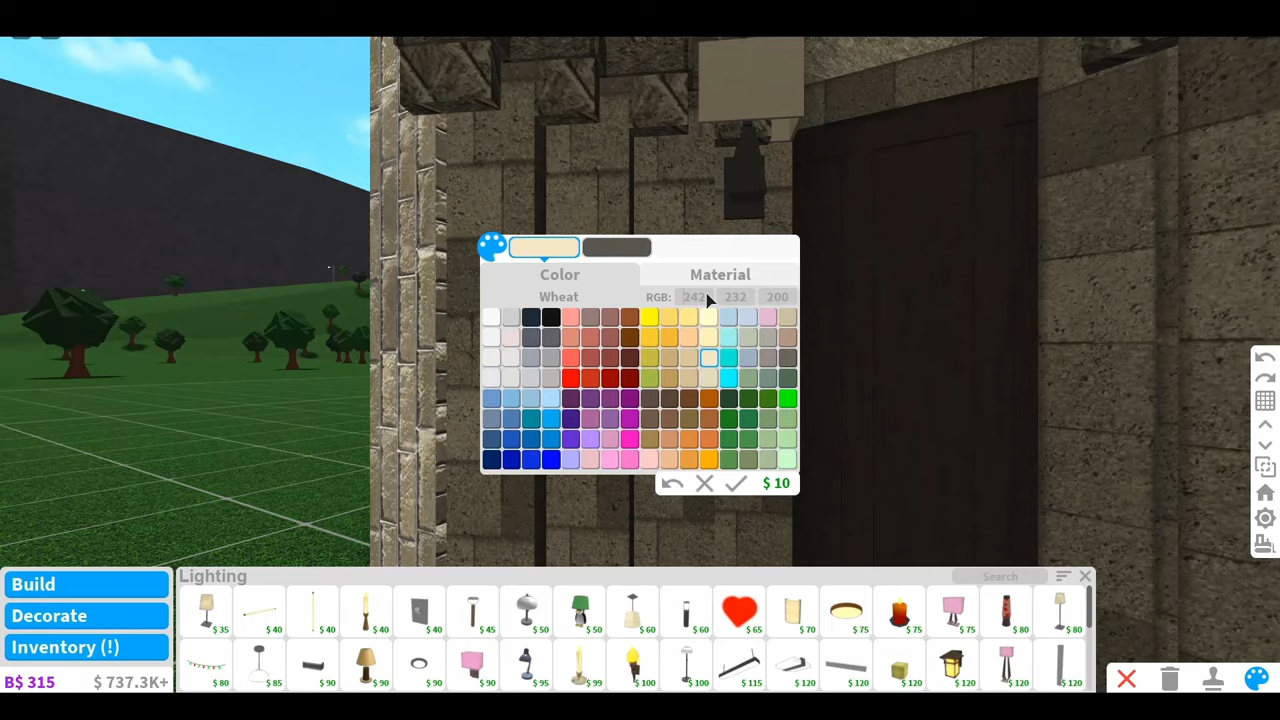 Color
Material
Wheat
RGB: 242 232 200
$ 10
Build
Decorate
Inventory (!)
B$ 315
$ 737.3K+
Lighting
Search
$ 35 $ 40 $ 40 $ 40 $ 40 $ 45 $ 50 $ 50 $ 60 $ 60 $ 65 $ 70 $ 75 $ 75 $ 75 $ 80 $ 80
$ 80 $ 85 $ 90 $ 90 $ 90 $ 90 $ 95 $ 99 $ 100 $ 100 $ 115 $ 120 $ 120 $ 120 $ 120 $ 120 $ 120